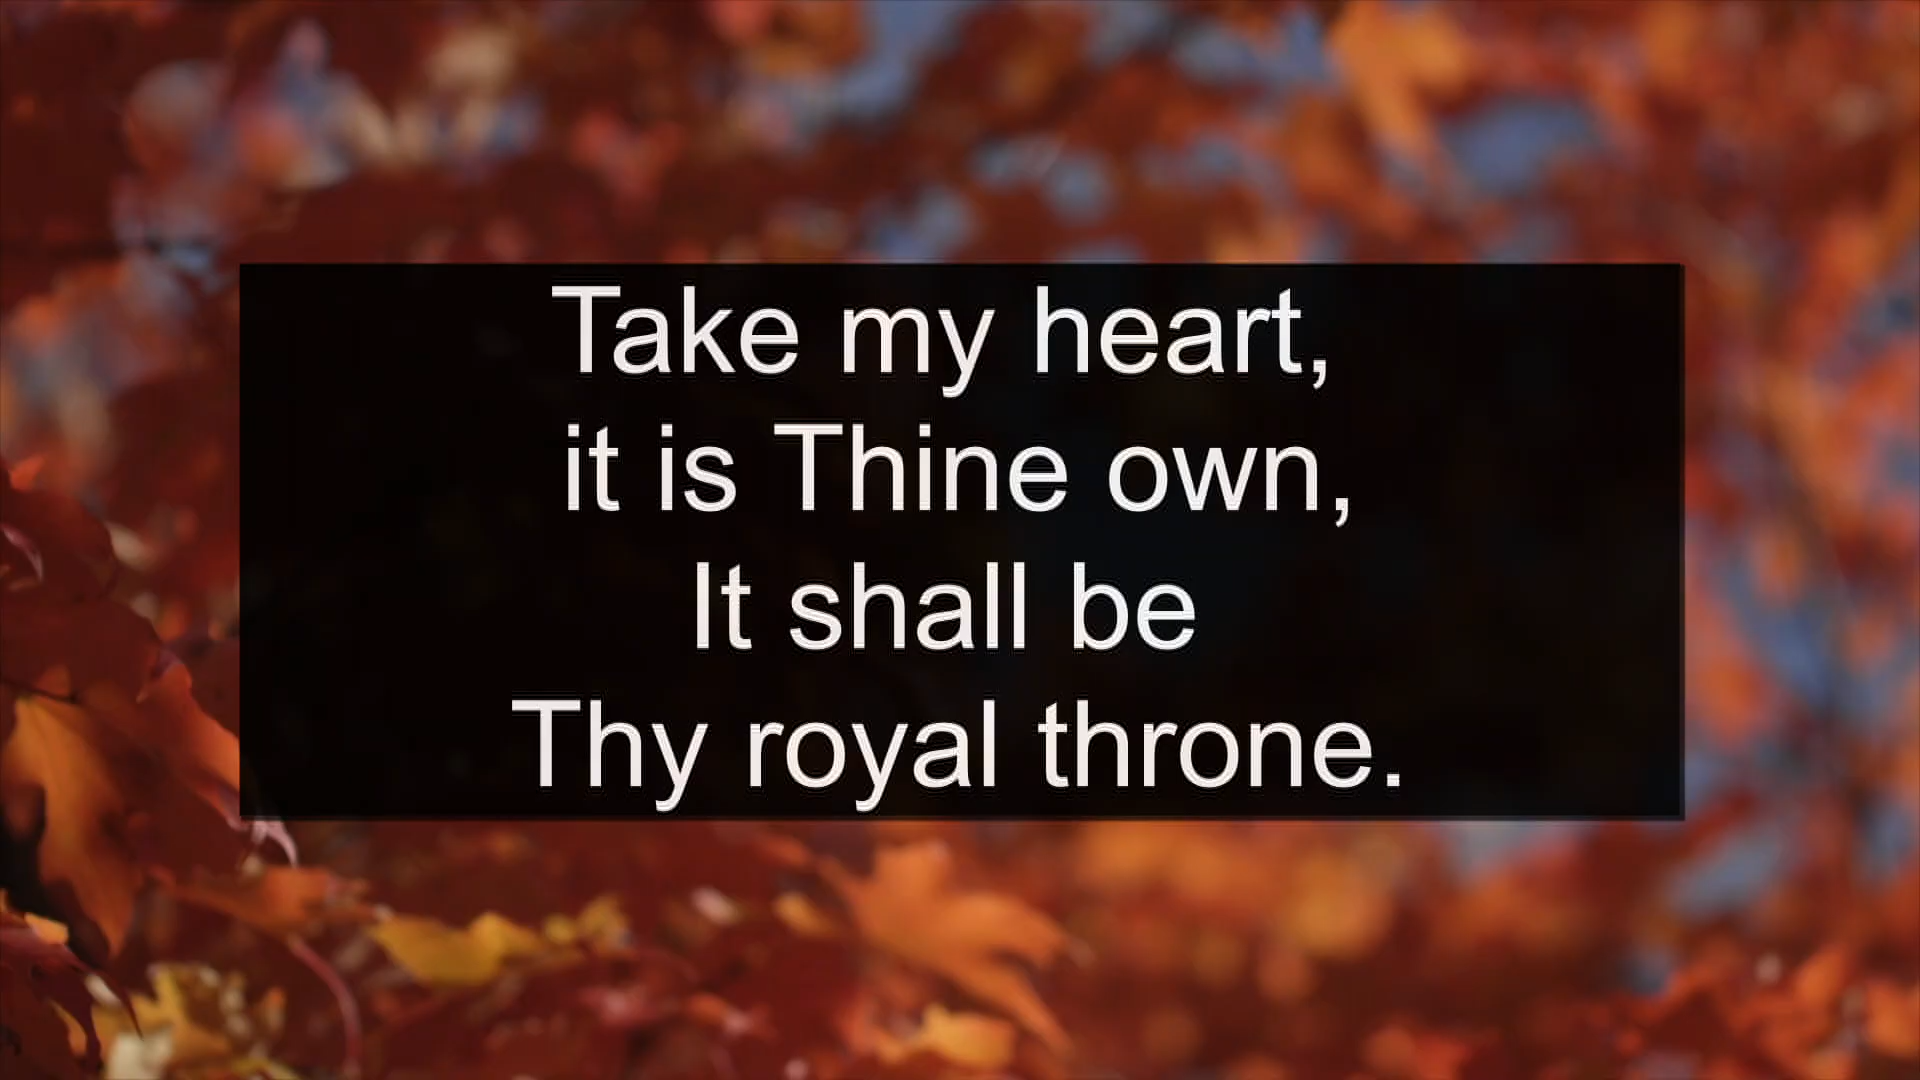 Take my heart,
it is Thine own,
It shall be
Thy royal throne.